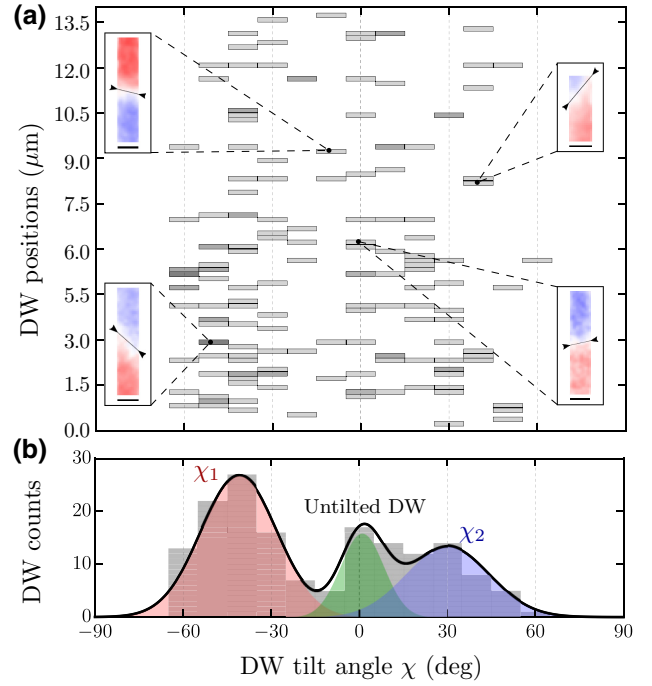 (a)
13.5
12.0
10.5
9.0
7.5
6.0
5.5
3.0
1.5
0.0
DW positions (μm)
(b)
30
20
10
0
DW counts
χ1
Untilted DW
χ2
−90
−60
−30
0
30
60
90
DW tilt angle χ (deg)